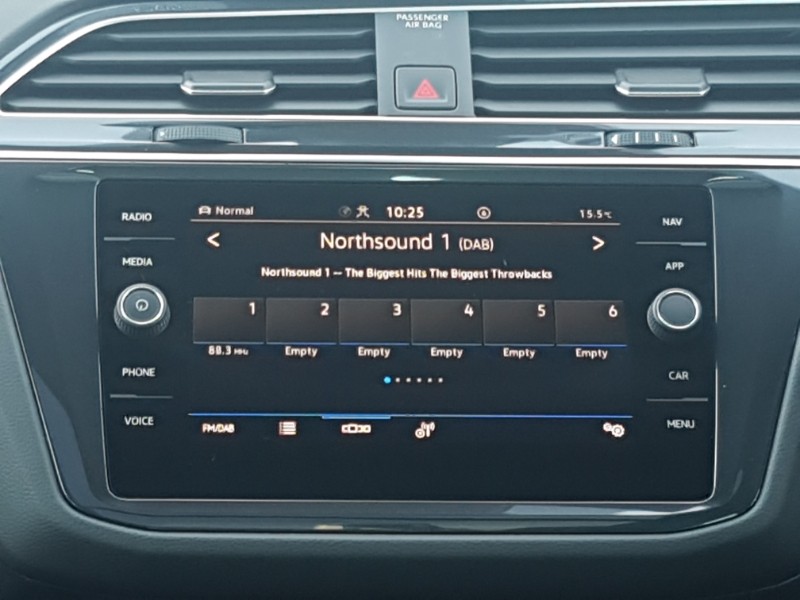 PASSENGER
AIR BAG
RADIO
MEDIA
PHONE
VOICE
Normal 10:25 15.5°C
< Northsound 1 (DAB) >
Northsound 1 – The Biggest Hits The Biggest Throwbacks
1 2 3 4 5 6
88.3 MHz Empty Empty Empty Empty Empty
FM/DAB
NAV
APP
CAR
MENU